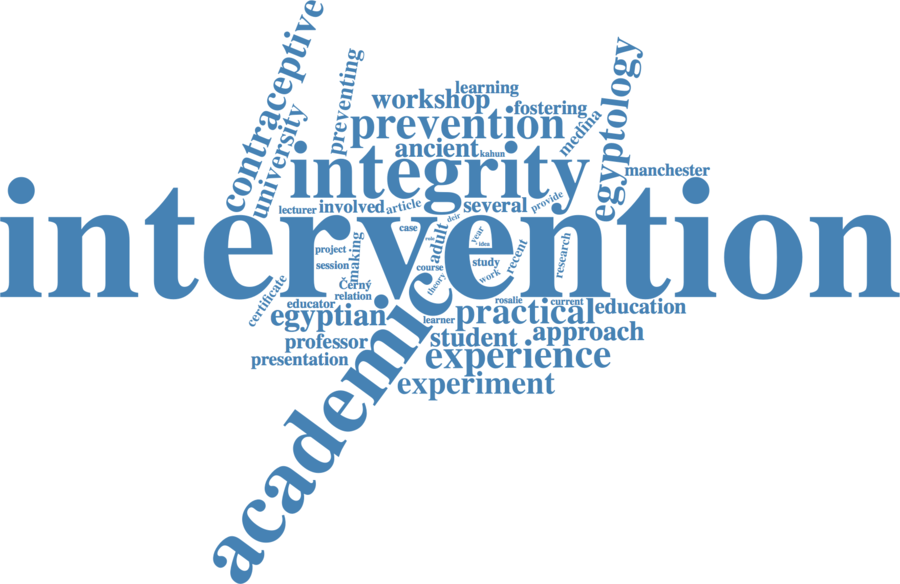 contraceptive
university
preventing
learning
workshop
fostering
prevention
medina
egyptology
ancient
kahun
integrity
manchester
provide
lecturer
involved
article
several
deir
intervention
case
role
adult
year
idea
project
making
session
course
study
work
recent
research
theory
Černý
relation
certificate
educator
egyptian
academic
learner
rosalie
current
practical
education
student
approach
professor
presentation
experience
experiment